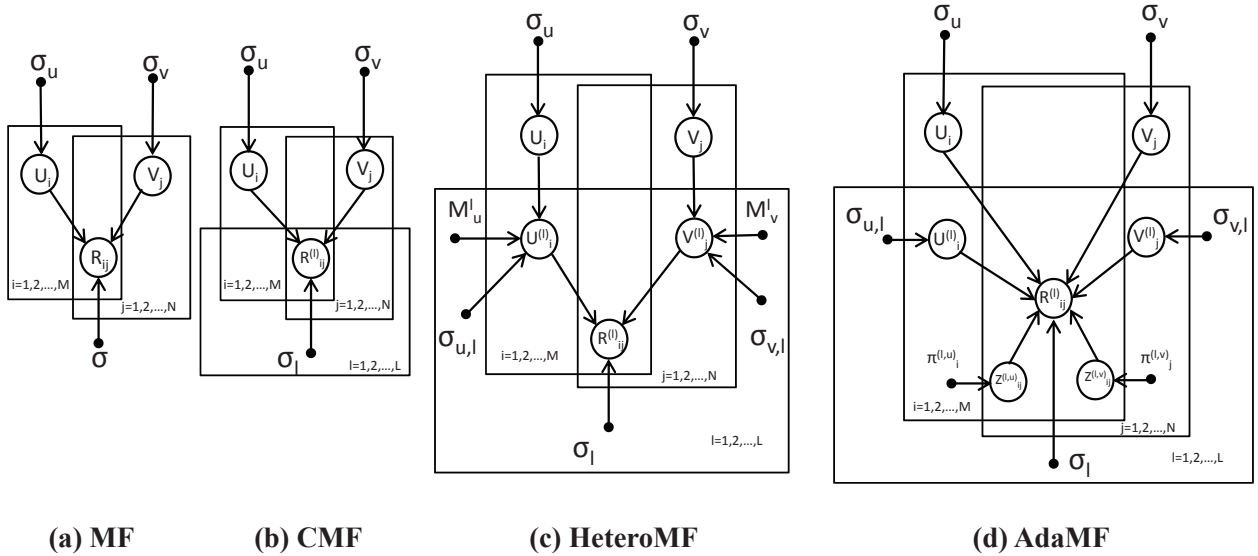 σu
σv
Ui
Vj
Rij
i=1,2,...,M
j=1,2,...,N
σ
(a) MF
σu
σv
Ui
Vj
R(l)ij
i=1,2,...,M
j=1,2,...,N
σl
l=1,2,...,L
(b) CMF
σu
σv
Ui
Vj
Mlu
Mlv
U(l)i
V(l)j
σu,l
σv,l
R(l)ij
i=1,2,...,M
j=1,2,...,N
σl
l=1,2,...,L
(c) HeteroMF
σu
σv
Ui
Vj
σu,l
σv,l
U(l)i
V(l)j
R(l)ij
π(l,u)i
π(l,v)j
Z(l,u)ij
Z(l,v)ij
i=1,2,...,M
j=1,2,...,N
σl
l=1,2,...,L
(d) AdaMF